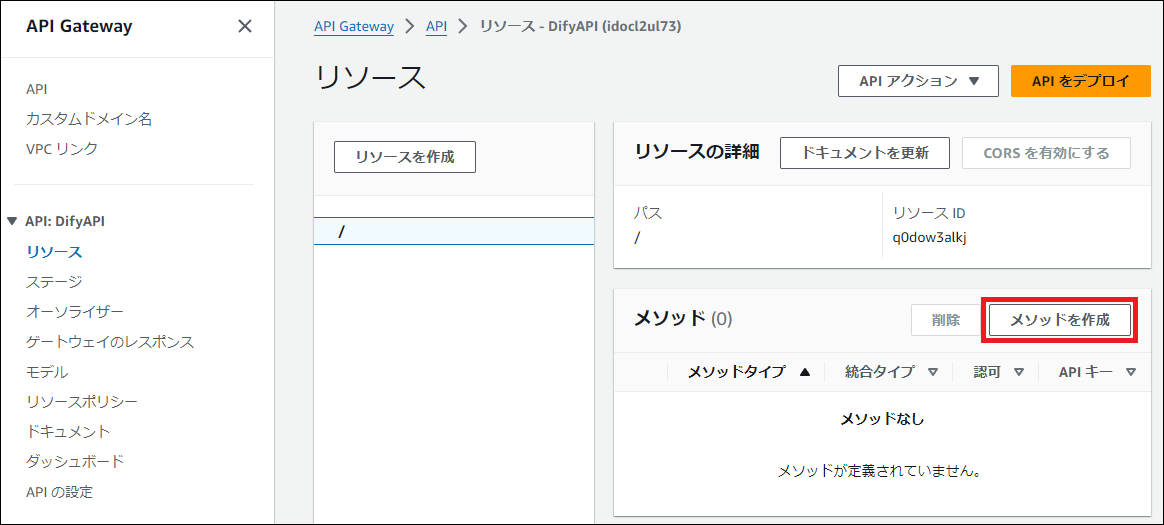 API Gateway
API
カスタムドメイン名
VPC リンク
API: DifyAPI
リソース
ステージ
オーソライザー
ゲートウェイのレスポンス
モデル
リソースポリシー
ドキュメント
ダッシュボード
API の設定
API Gateway > API > リソース - DifyAPI (idocl2ul73)
リソース
API アクション
API をデプロイ
リソースを作成
/
リソースの詳細
ドキュメントを更新
CORS を有効にする
パス
/
リソース ID
q0dow3alkj
メソッド (0)
削除
メソッドを作成
メソッドタイプ 統合タイプ 認可 API キー
メソッドなし
メソッドが定義されていません。